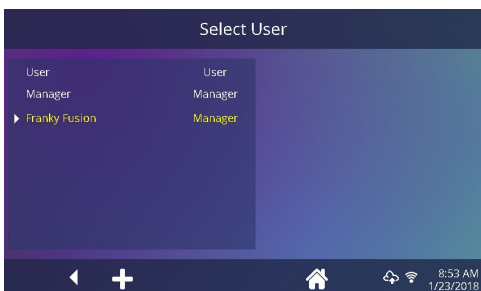 Select User
User User
Manager Manager
Franky Fusion Manager
8:53 AM
1/23/2018